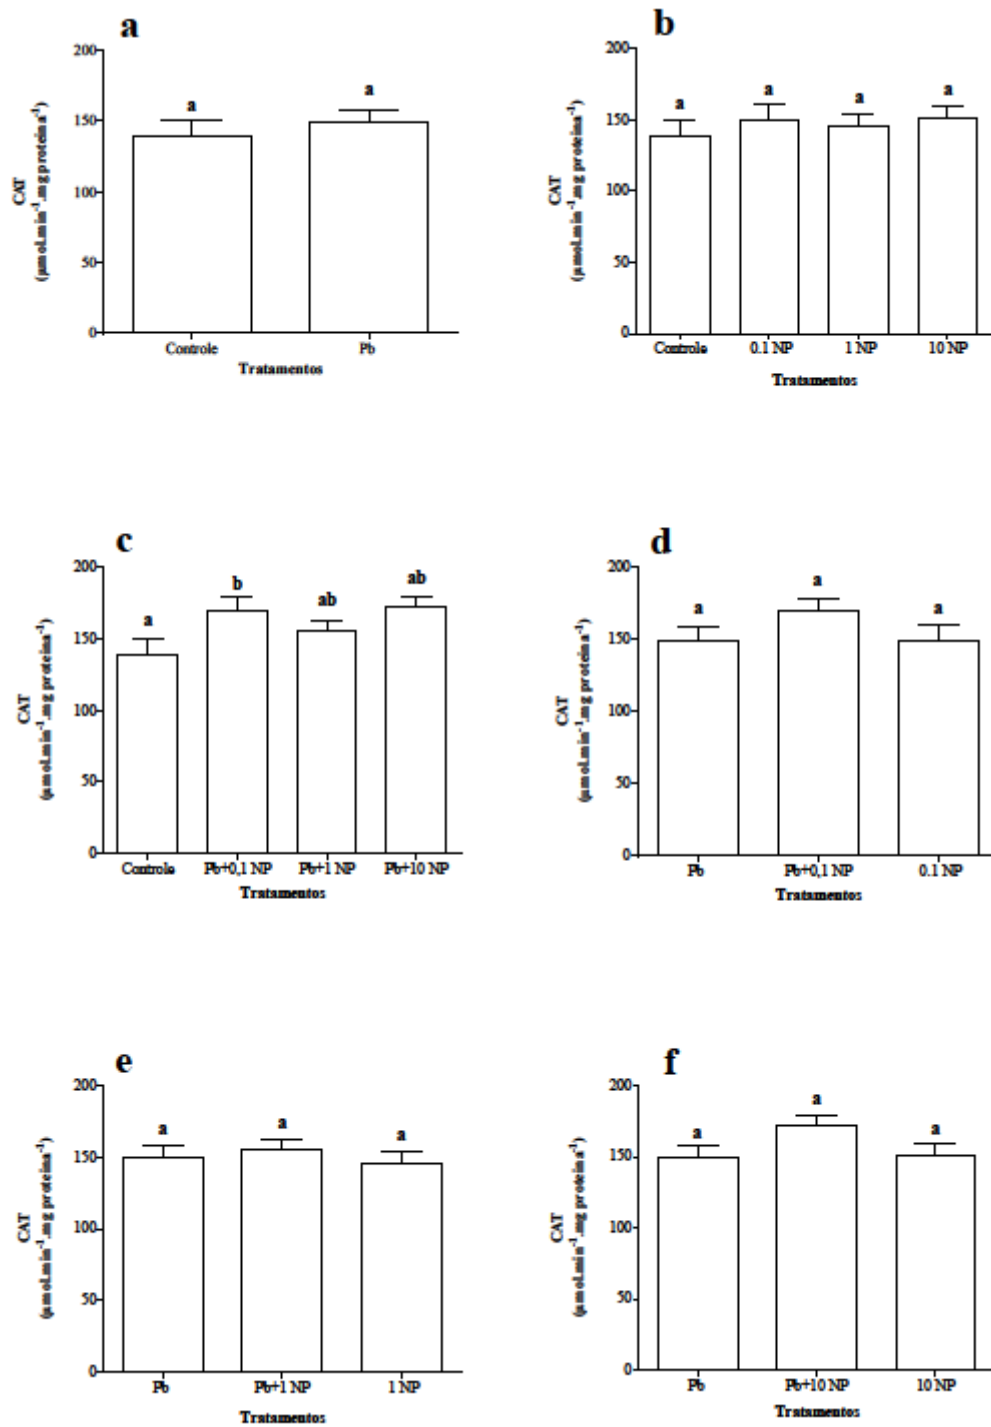 a
200
150
100
50
0
CAT
(µmol.min⁻¹.mg proteína⁻¹)
a
a
Controle
Pb
Tratamentos
b
200
150
100
50
0
CAT
(µmol.min⁻¹.mg proteína⁻¹)
a
a
a
a
Controle
0.1 NP
1 NP
10 NP
Tratamentos
c
200
150
100
50
0
CAT
(µmol.min⁻¹.mg proteína⁻¹)
a
b
ab
ab
Controle
Pb+0,1 NP
Pb+1 NP
Pb+10 NP
Tratamentos
d
200
150
100
50
0
CAT
(µmol.min⁻¹.mg proteína⁻¹)
a
a
a
Pb
Pb+0,1 NP
0.1 NP
Tratamentos
e
200
150
100
50
0
CAT
(µmol.min⁻¹.mg proteína⁻¹)
a
a
a
Pb
Pb+1 NP
1 NP
Tratamentos
f
200
150
100
50
0
CAT
(µmol.min⁻¹.mg proteína⁻¹)
a
a
a
Pb
Pb+10 NP
10 NP
Tratamentos